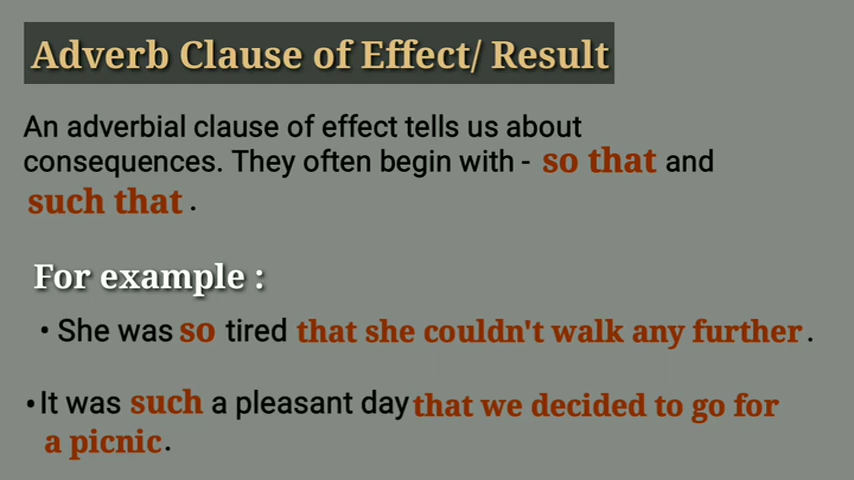 Adverb Clause of Effect/ Result
An adverbial clause of effect tells us about
consequences. They often begin with - so that and
such that .
For example :
• She was so tired that she couldn't walk any further .
• It was such a pleasant day that we decided to go for
a picnic .